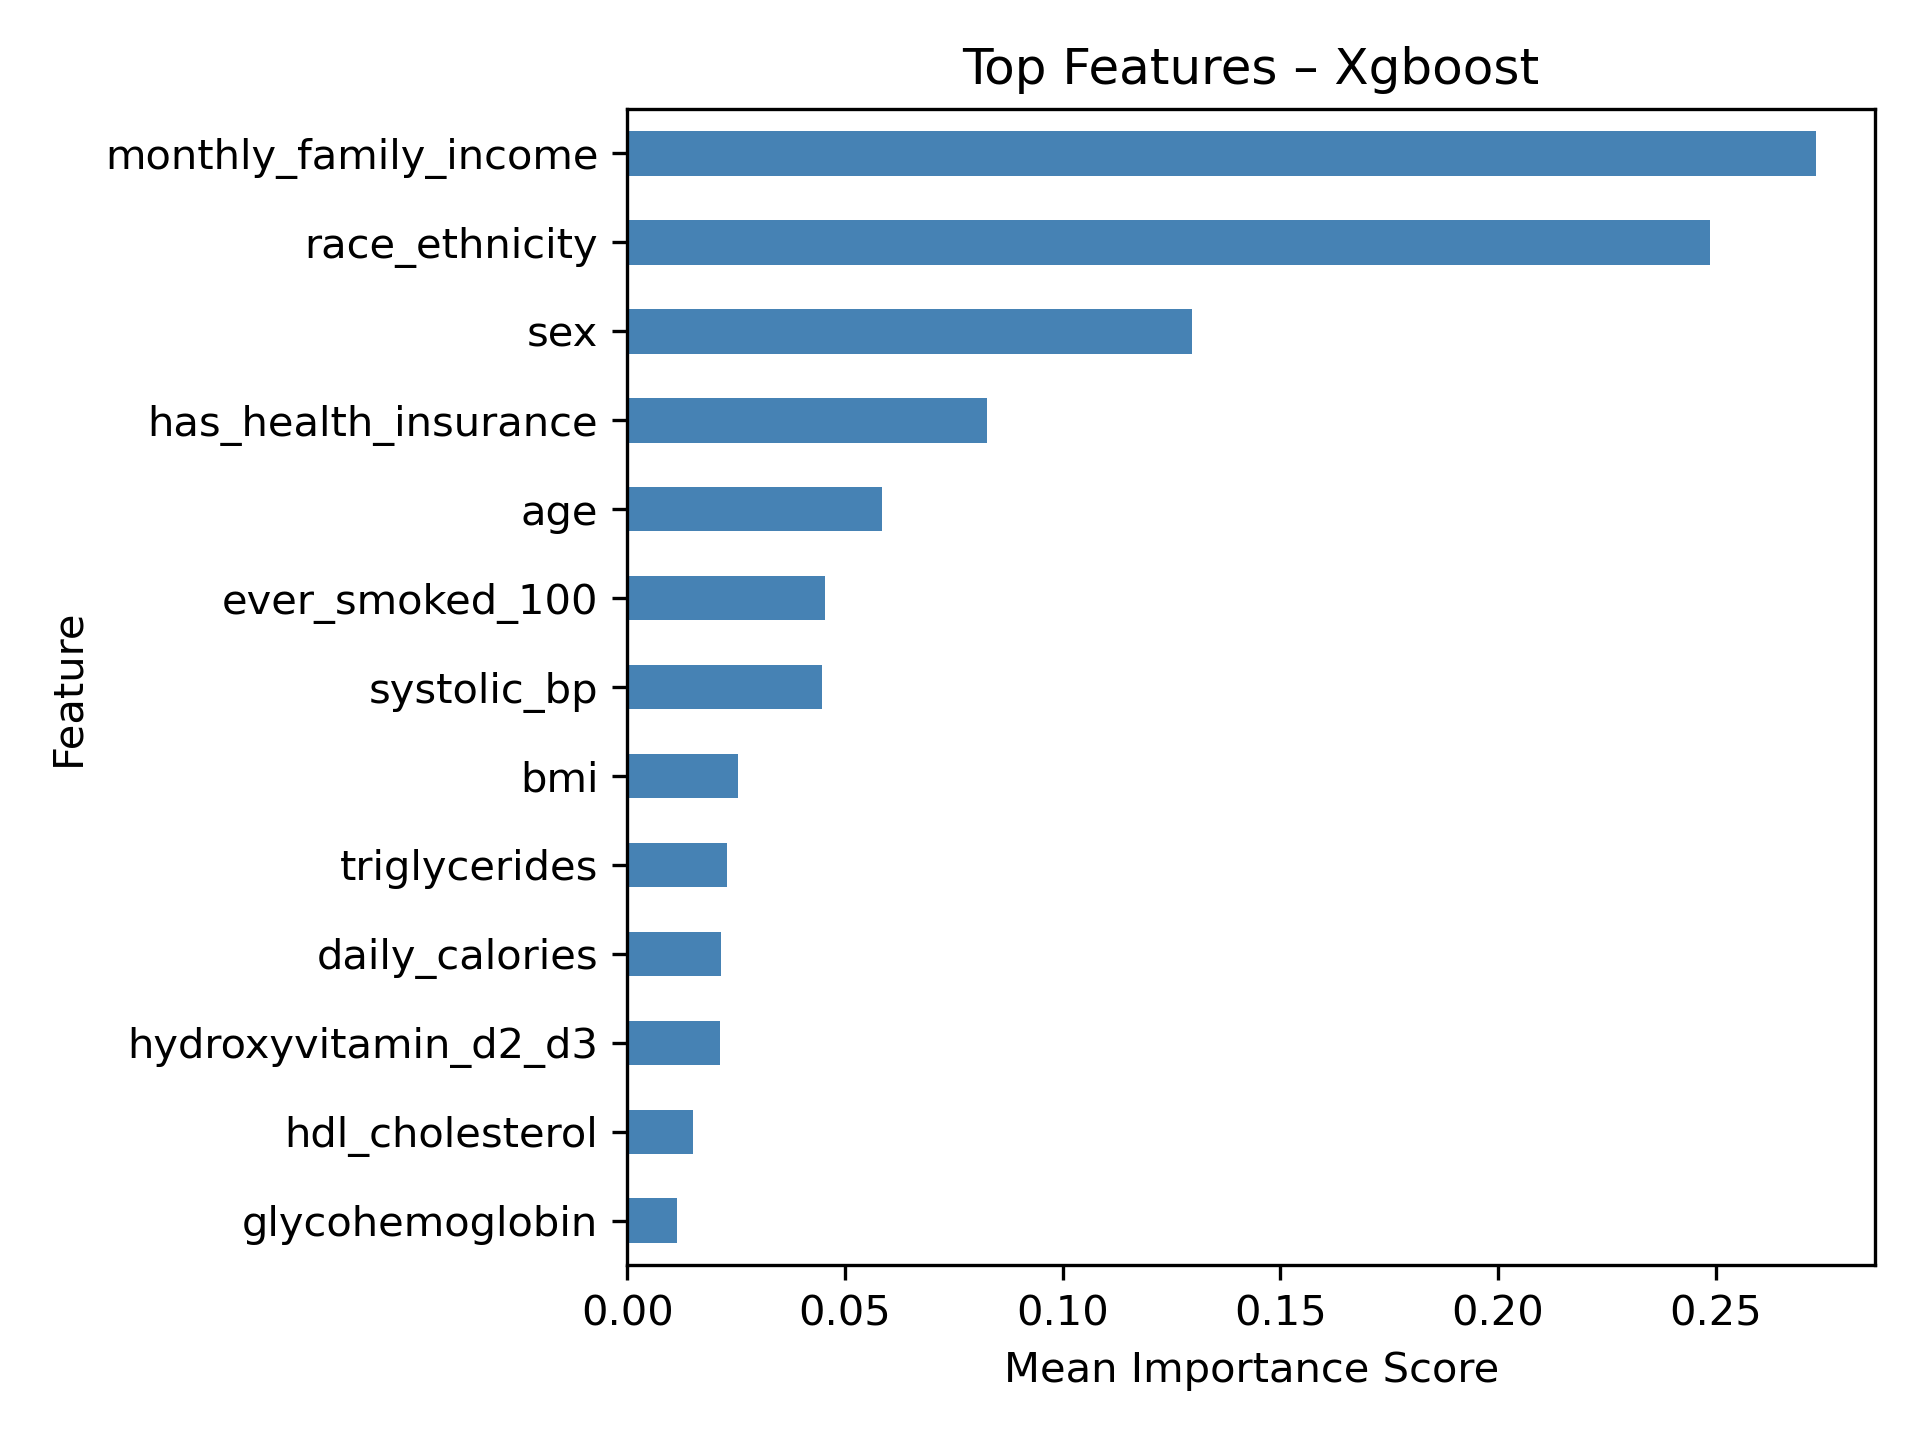 Top Features – Xgboost
monthly_family_income
race_ethnicity
sex
has_health_insurance
age
ever_smoked_100
systolic_bp
bmi
triglycerides
daily_calories
hydroxyvitamin_d2_d3
hdl_cholesterol
glycohemoglobin
Feature
0.00 0.05 0.10 0.15 0.20 0.25
Mean Importance Score